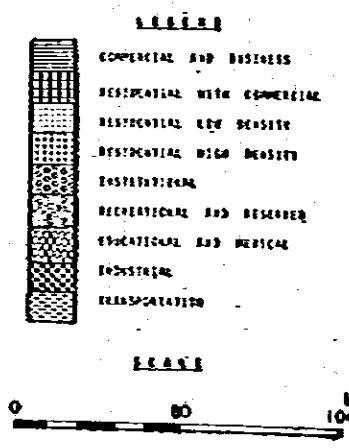 LEGEND
COMMERCIAL AND BUSINESS
RESIDENTIAL WITH COMMERCIAL
RESIDENTIAL LOW DENSITY
RESIDENTIAL HIGH DENSITY
INSTITUTIONAL
RECREATIONAL AND RESERVED
EDUCATIONAL AND MEDICAL
INDUSTRIAL
TRANSPORTATION
SCALE
0 80